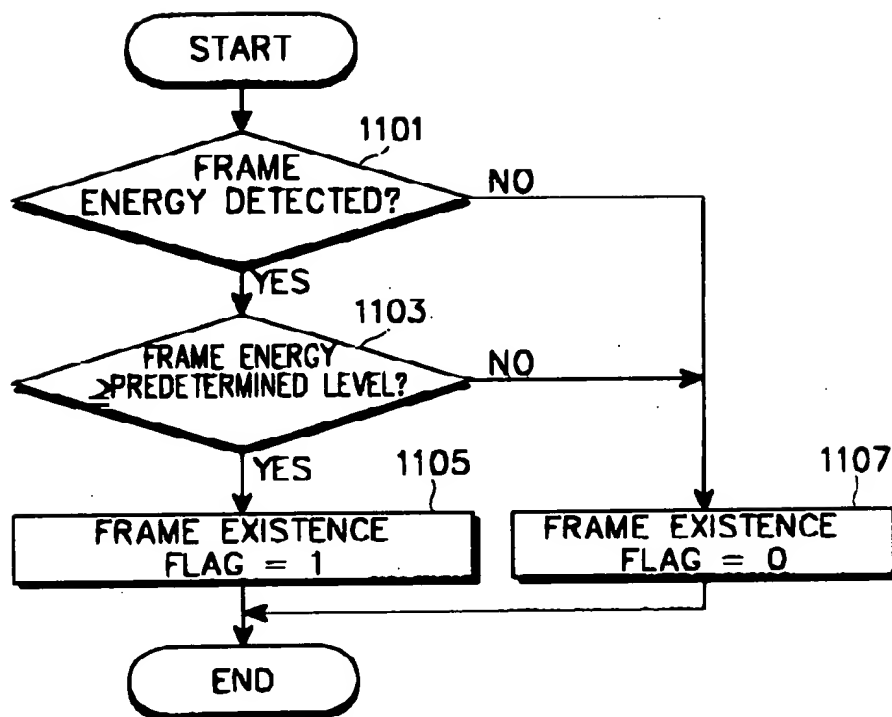 START
1101
FRAME
ENERGY DETECTED?
NO
YES
1103
FRAME ENERGY
≥PREDETERMINED LEVEL?
NO
YES
1105
FRAME EXISTENCE
FLAG = 1
1107
FRAME EXISTENCE
FLAG = 0
END